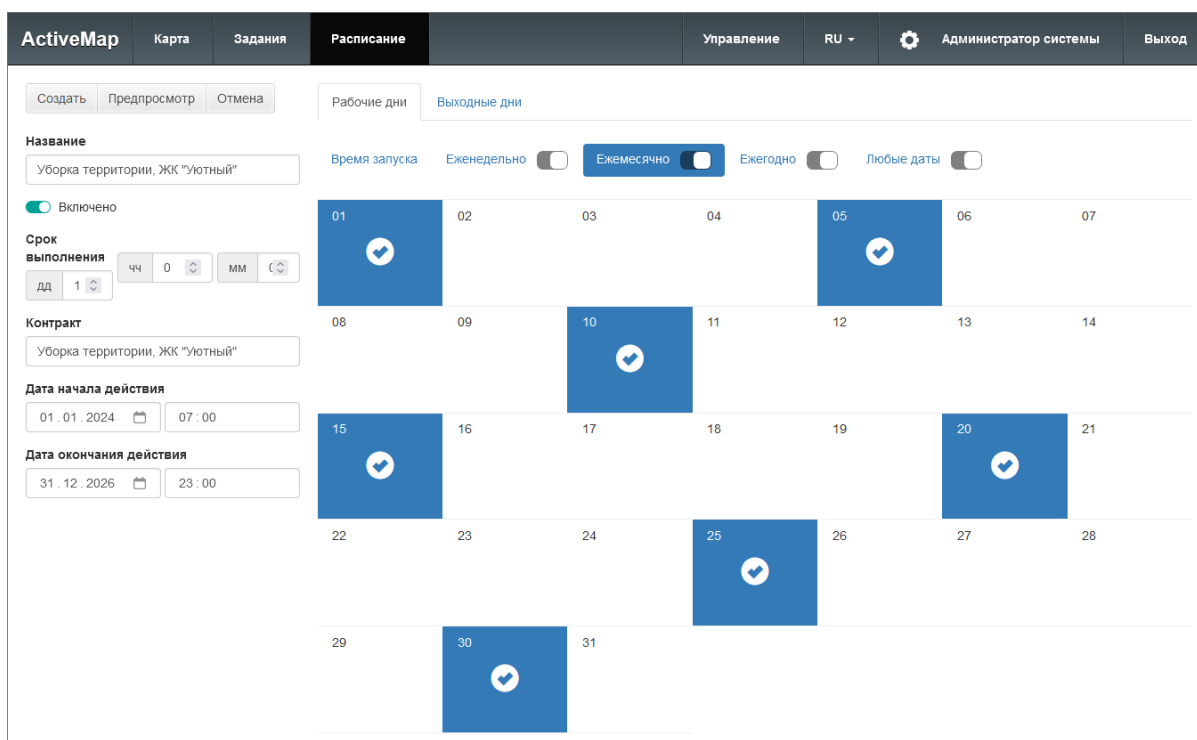 ActiveMap Карта Задания Расписание Управление RU Администратор системы Выход
Создать Предпросмотр Отмена
Название
Уборка территории, ЖК "Уютный"
Включено
Срок
выполнения
чч 0 мм
дд 1
Контракт
Уборка территории, ЖК "Уютный"
Дата начала действия
01.01.2024 07:00
Дата окончания действия
31.12.2026 23:00
Рабочие дни Выходные дни
Время запуска Еженедельно Ежемесячно Ежегодно Любые даты
01 02 03 04 05 06 07
08 09 10 11 12 13 14
15 16 17 18 19 20 21
22 23 24 25 26 27 28
29 30 31